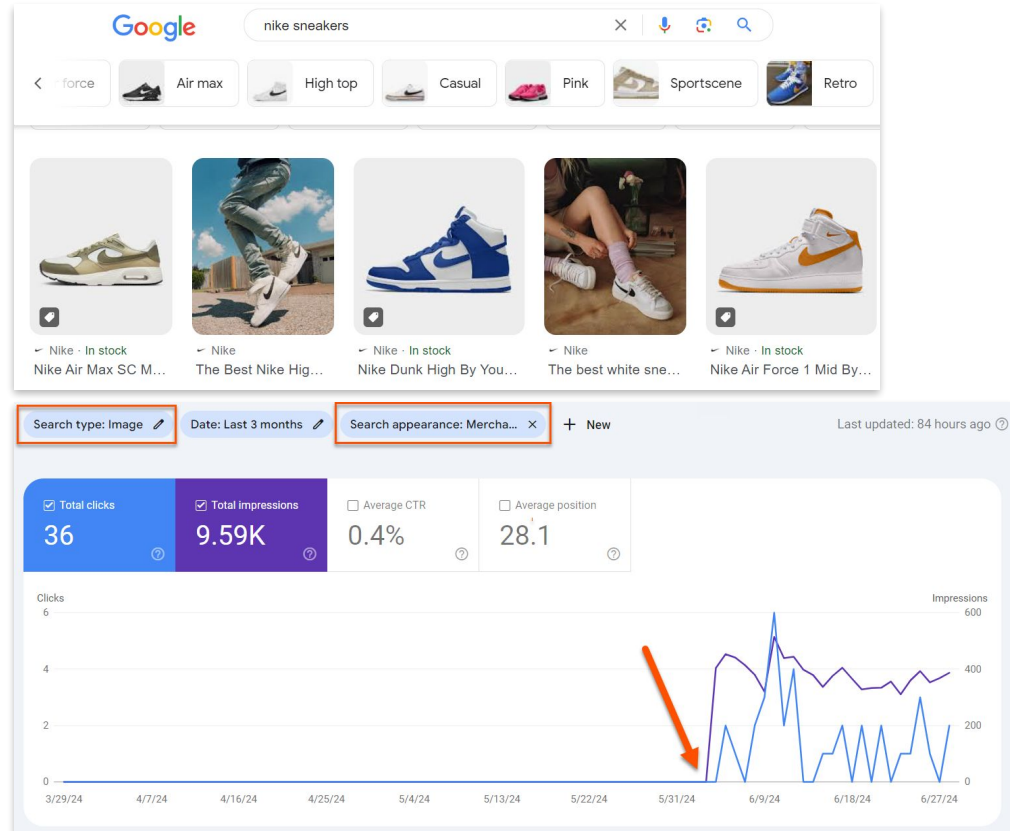 Google
nike sneakers
force Air max High top Casual Pink Sportscene Retro
Nike · In stock Nike Nike · In stock Nike Nike · In stock
Nike Air Max SC M... The Best Nike Hig... Nike Dunk High By You... The best white sne... Nike Air Force 1 Mid By...
Search type: Image Date: Last 3 months Search appearance: Mercha... + New Last updated: 84 hours ago
Total clicks Total impressions Average CTR Average position
36 9.59K 0.4% 28.1
Clicks Impressions
6 600
4 400
2 200
0 0
3/29/24 4/7/24 4/16/24 4/25/24 5/4/24 5/13/24 5/22/24 5/31/24 6/9/24 6/18/24 6/27/24